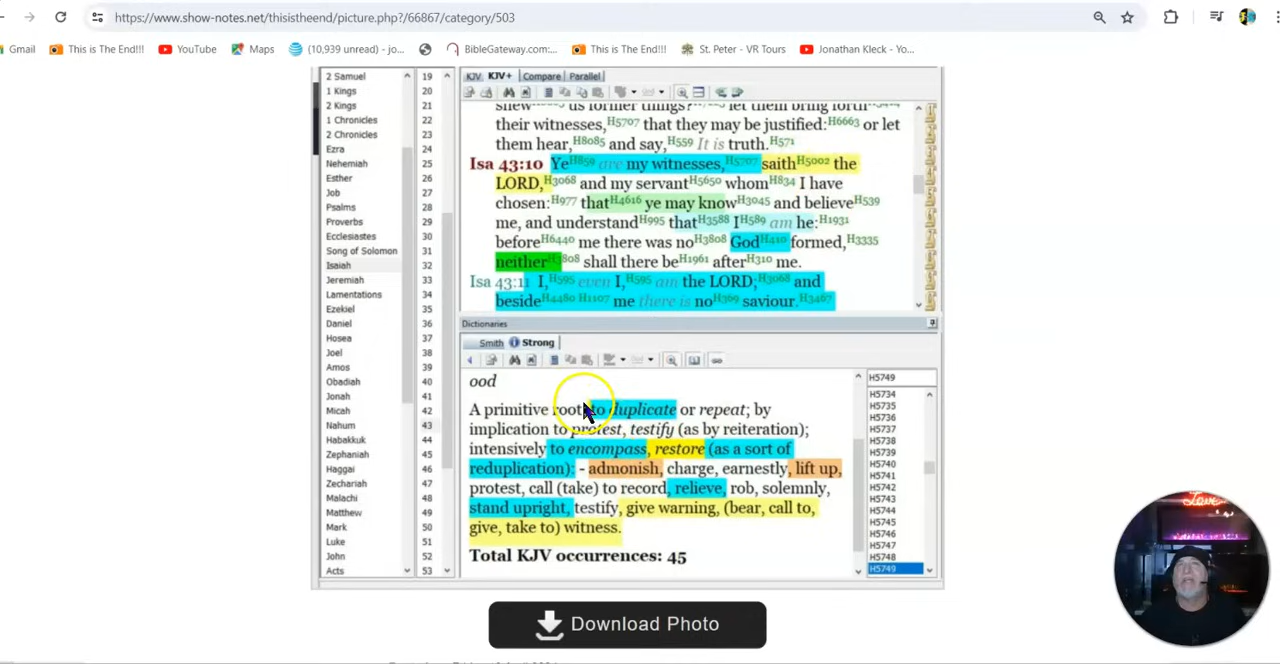 https://www.show-notes.net/thisistheend/picture.php?/66867/category/503
Gmail This is The End!!! YouTube Maps (10,939 unread) - jo... BibleGateway.com:... This is The End!!! St. Peter - VR Tours Jonathan Kleck - Yo...
2 Samuel 19
1 Kings 20
2 Kings 21
1 Chronicles 22
2 Chronicles 23
Ezra 24
Nehemiah 25
Esther 26
Job 27
Psalms 28
Proverbs 29
Ecclesiastes 30
Song of Solomon 31
Isaiah 32
Jeremiah 33
Lamentations 34
Ezekiel 35
Daniel 36
Hosea 37
Joel 38
Amos 39
Obadiah 40
Jonah 41
Micah 42
Nahum 43
Habakkuk 44
Zephaniah 45
Haggai 46
Zechariah 47
Malachi 48
Matthew 49
Mark 50
Luke 51
John 52
Acts 53
KJV KJV+ Compare Parallel
shew us former things? let them bring forth
their witnesses,H5707 that they may be justified:H6663 or let
them hear,H8085 and say,H559 It is truth.H571
Isa 43:10 YeH859 are my witnesses,H5707 saithH5002 the
LORD,H3068 and my servantH5650 whomH834 I have
chosen:H977 thatH4616 ye may knowH3045 and believeH539
me, and understandH995 thatH3588 IH589 am he:H1931
beforeH6440 me there was noH3808 GodH410 formed,H3335
neitherH3808 shall there beH1961 afterH310 me.
Isa 43:11 I,H595 even I,H595 am the LORD;H3068 and
besideH4480 H1107 me there is noH369 saviour.H3467
Dictionaries
Smith Strong
ood
A primitive root; to duplicate or repeat; by
implication to protest, testify (as by reiteration);
intensively to encompass, restore (as a sort of
reduplication): - admonish, charge, earnestly, lift up,
protest, call (take) to record, relieve, rob, solemnly,
stand upright, testify, give warning, (bear, call to,
give, take to) witness.
Total KJV occurrences: 45
H5749
H5734
H5735
H5736
H5737
H5738
H5739
H5740
H5741
H5742
H5743
H5744
H5745
H5746
H5747
H5748
H5749
Download Photo
Love